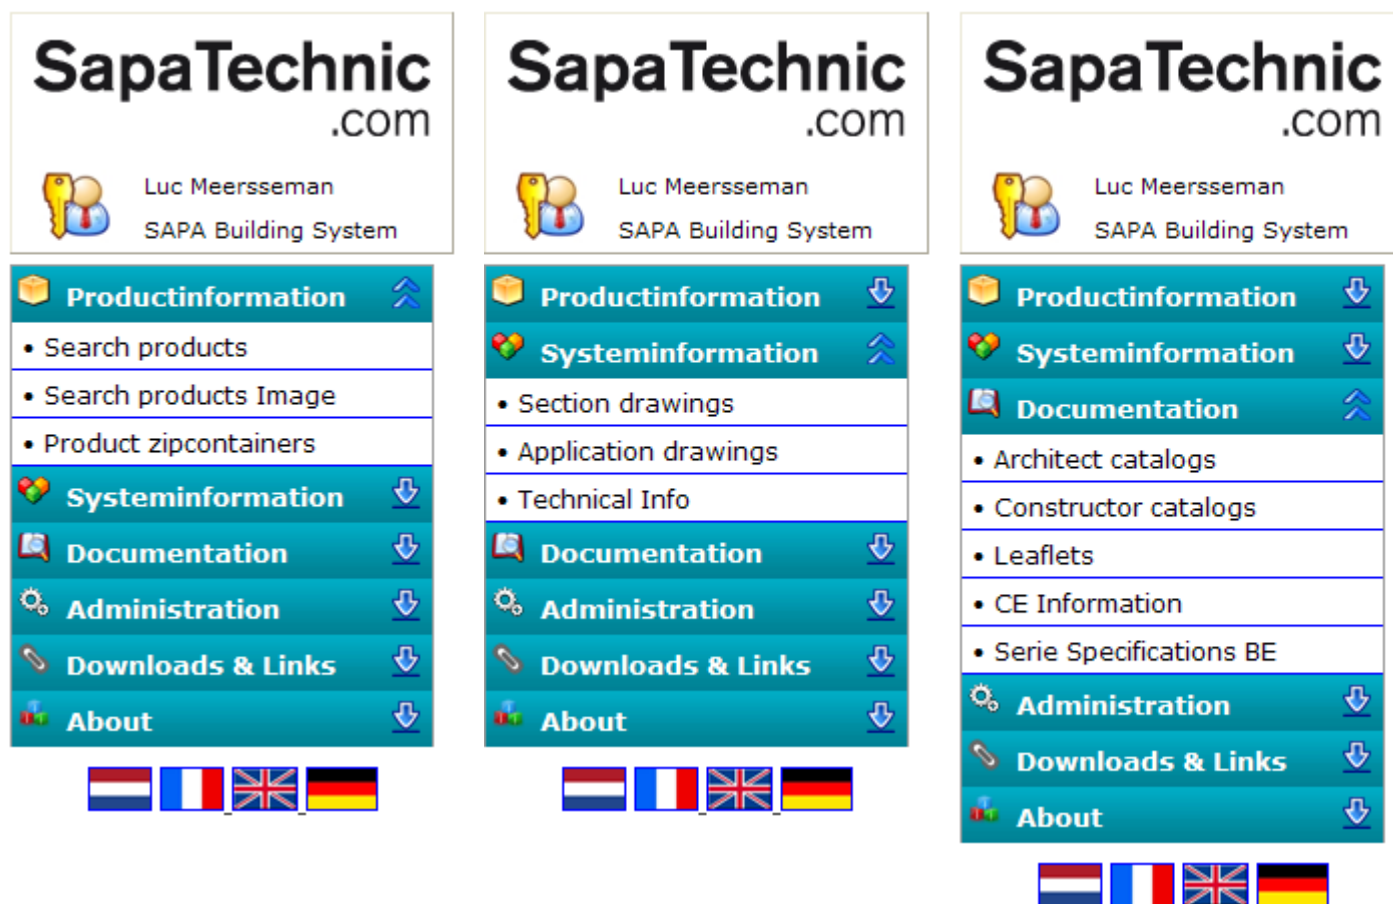 SapaTechnic
.com
Luc Meersseman
SAPA Building System
Productinformation
• Search products
• Search products Image
• Product zipcontainers
Systeminformation
Documentation
Administration
Downloads & Links
About
SapaTechnic
.com
Luc Meersseman
SAPA Building System
Productinformation
Systeminformation
• Section drawings
• Application drawings
• Technical Info
Documentation
Administration
Downloads & Links
About
SapaTechnic
.com
Luc Meersseman
SAPA Building System
Productinformation
Systeminformation
Documentation
• Architect catalogs
• Constructor catalogs
• Leaflets
• CE Information
• Serie Specifications BE
Administration
Downloads & Links
About